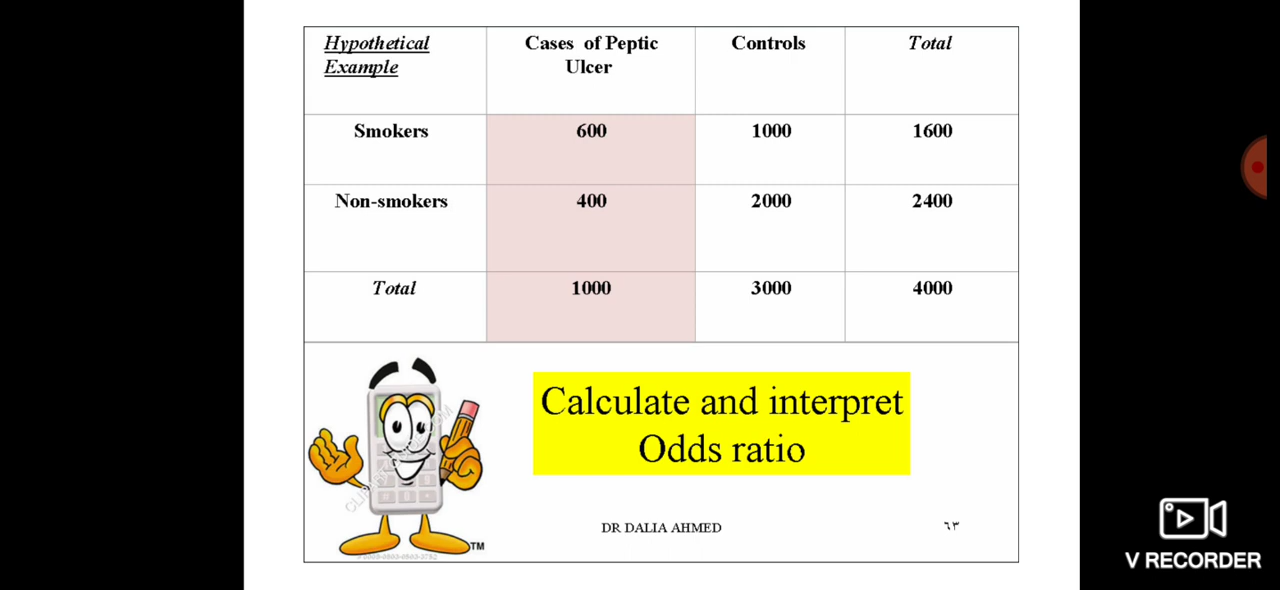 Hypothetical
Example
Cases of Peptic
Ulcer
Controls
Total
Smokers
600
1000
1600
Non-smokers
400
2000
2400
Total
1000
3000
4000
Calculate and interpret
Odds ratio
TM
DR DALIA AHMED
٦٣
V RECORDER